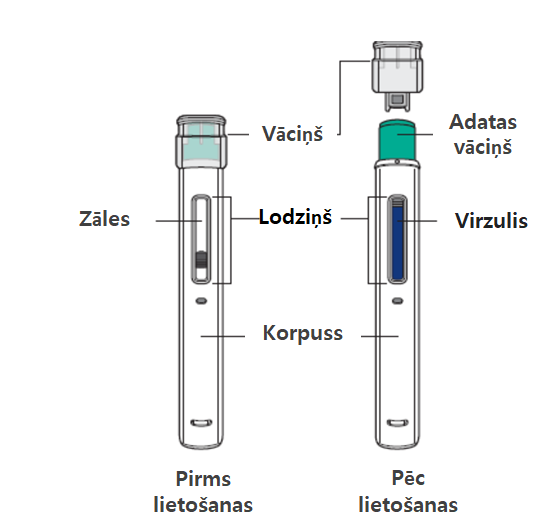 Adatas
vāciņš
Vāciņš
Zāles
Lodziņš
Virzulis
Korpuss
Pirms
lietošanas
Pēc
lietošanas